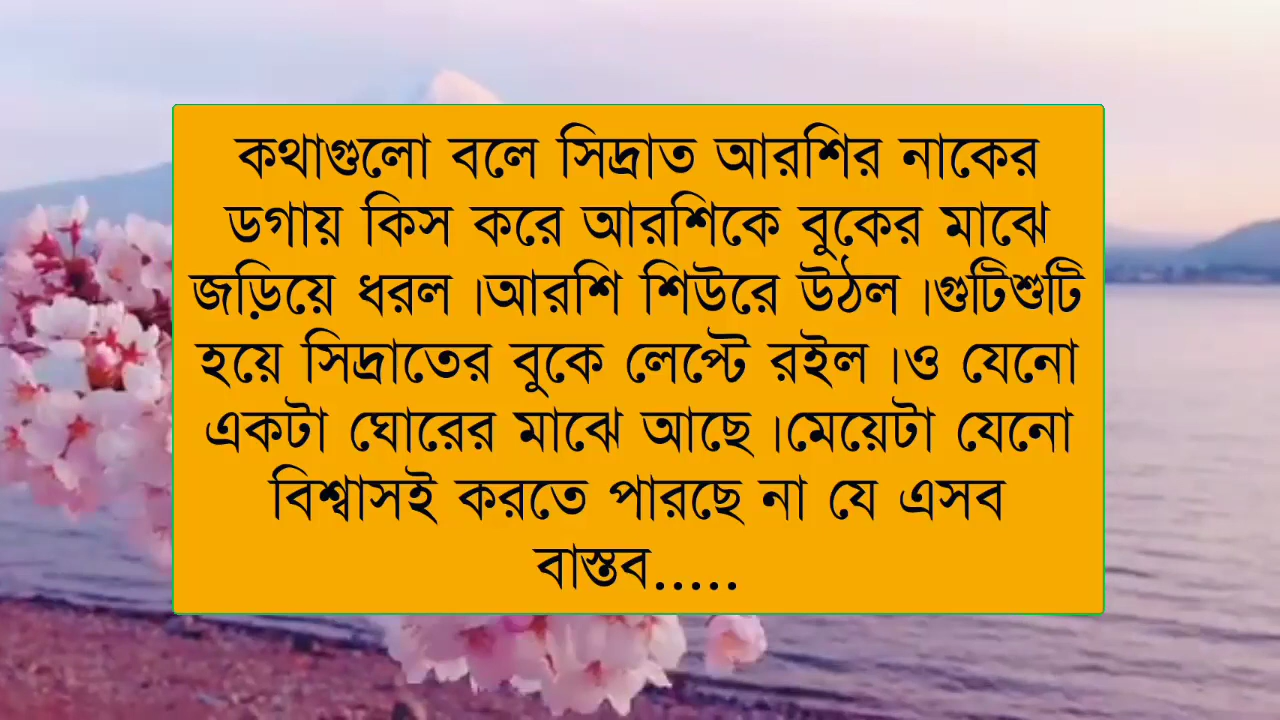 কথাগুলো বলে সিদ্রাত আরশির নাকের
ডগায় কিস করে আরশিকে বুকের মাঝে
জড়িয়ে ধরল।আরশি শিউরে উঠল।গুটিশুটি
হয়ে সিদ্রাতের বুকে লেপ্টে রইল।ও যেনো
একটা ঘোরের মাঝে আছে।মেয়েটা যেনো
বিশ্বাসই করতে পারছে না যে এসব
বাস্তব.....